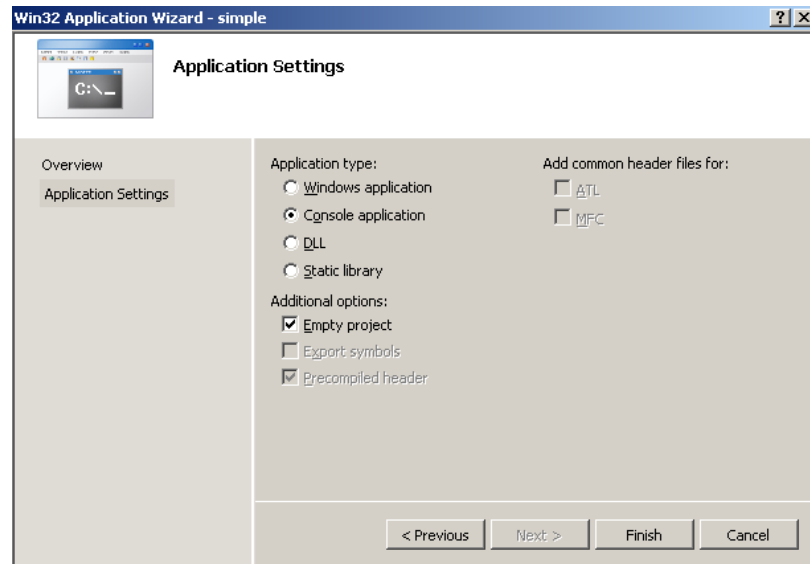 Win32 Application Wizard - simple
C:\_
Application Settings
Overview
Application Settings
Application type:
Windows application
Console application
DLL
Static library
Additional options:
Empty project
Export symbols
Precompiled header
Add common header files for:
ATL
MFC
< Previous
Next >
Finish
Cancel